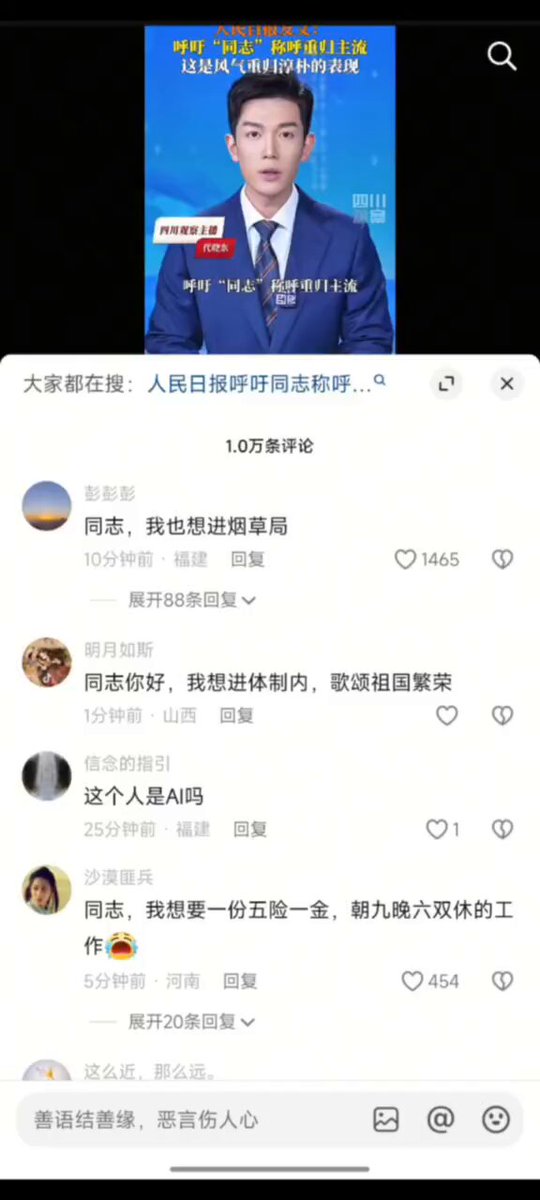 人民日报发文：
呼吁“同志”称呼重归主流
这是风气重归淳朴的表现
四川
观察
四川观察主播
代晓东
呼吁“同志”称呼重归主流
大家都在搜：人民日报呼吁同志称呼...
1.0万条评论
彭彭彭
同志，我也想进烟草局
10分钟前 · 福建 回复 1465
展开88条回复
明月如斯
同志你好，我想进体制内，歌颂祖国繁荣
1分钟前 · 山西 回复
信念的指引
这个人是AI吗
25分钟前 · 福建 回复 1
沙漠匪兵
同志，我想要一份五险一金，朝九晚六双休的工
作😭
5分钟前 · 河南 回复 454
展开20条回复
这么近，那么远。
善语结善缘，恶言伤人心